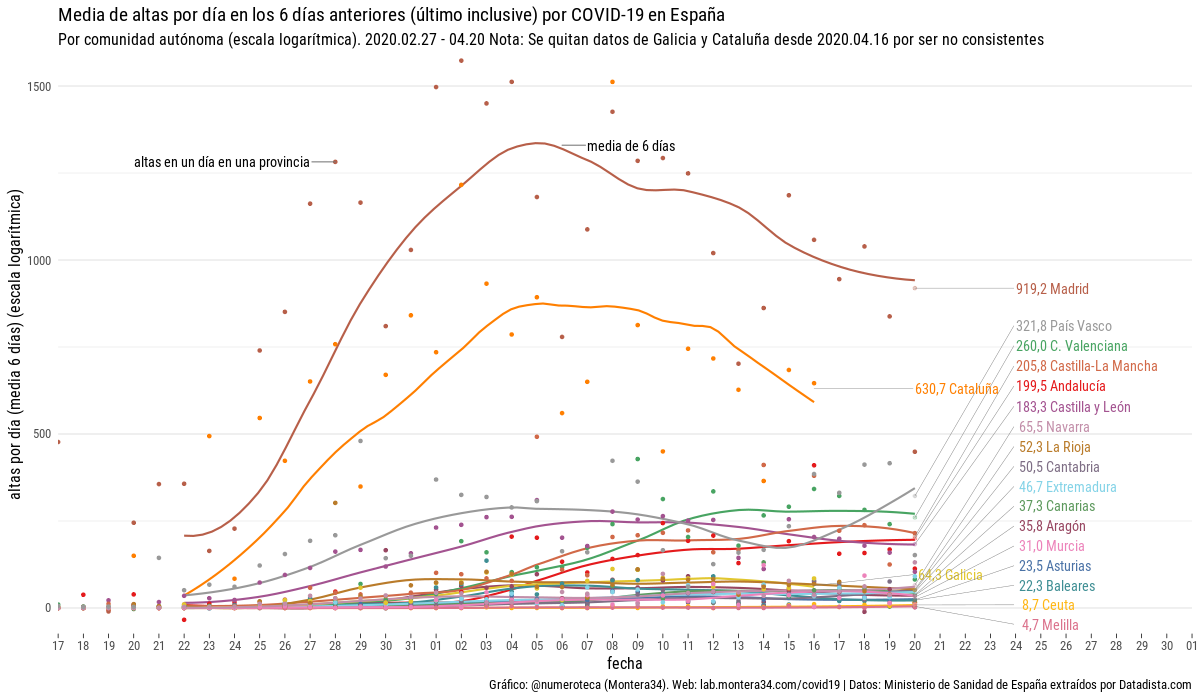 Media de altas por día en los 6 días anteriores (último inclusive) por COVID-19 en España
Por comunidad autónoma (escala logarítmica). 2020.02.27 - 04.20 Nota: Se quitan datos de Galicia y Cataluña desde 2020.04.16 por ser no consistentes
altas por día (media 6 días) (escala logarítmica)
1500
1000
500
0
altas en un día en una provincia
media de 6 días
919,2 Madrid
321,8 País Vasco
260,0 C. Valenciana
205,8 Castilla-La Mancha
630,7 Cataluña
199,5 Andalucía
183,3 Castilla y León
65,5 Navarra
52,3 La Rioja
50,5 Cantabria
46,7 Extremadura
37,3 Canarias
35,8 Aragón
31,0 Murcia
23,5 Asturias
64,3 Galicia
22,3 Baleares
8,7 Ceuta
4,7 Melilla
17 18 19 20 21 22 23 24 25 26 27 28 29 30 31 01 02 03 04 05 06 07 08 09 10 11 12 13 14 15 16 17 18 19 20 21 22 23 24 25 26 27 28 29 30 01
fecha
Gráfico: @numeroteca (Montera34). Web: lab.montera34.com/covid19 | Datos: Ministerio de Sanidad de España extraídos por Datadista.com